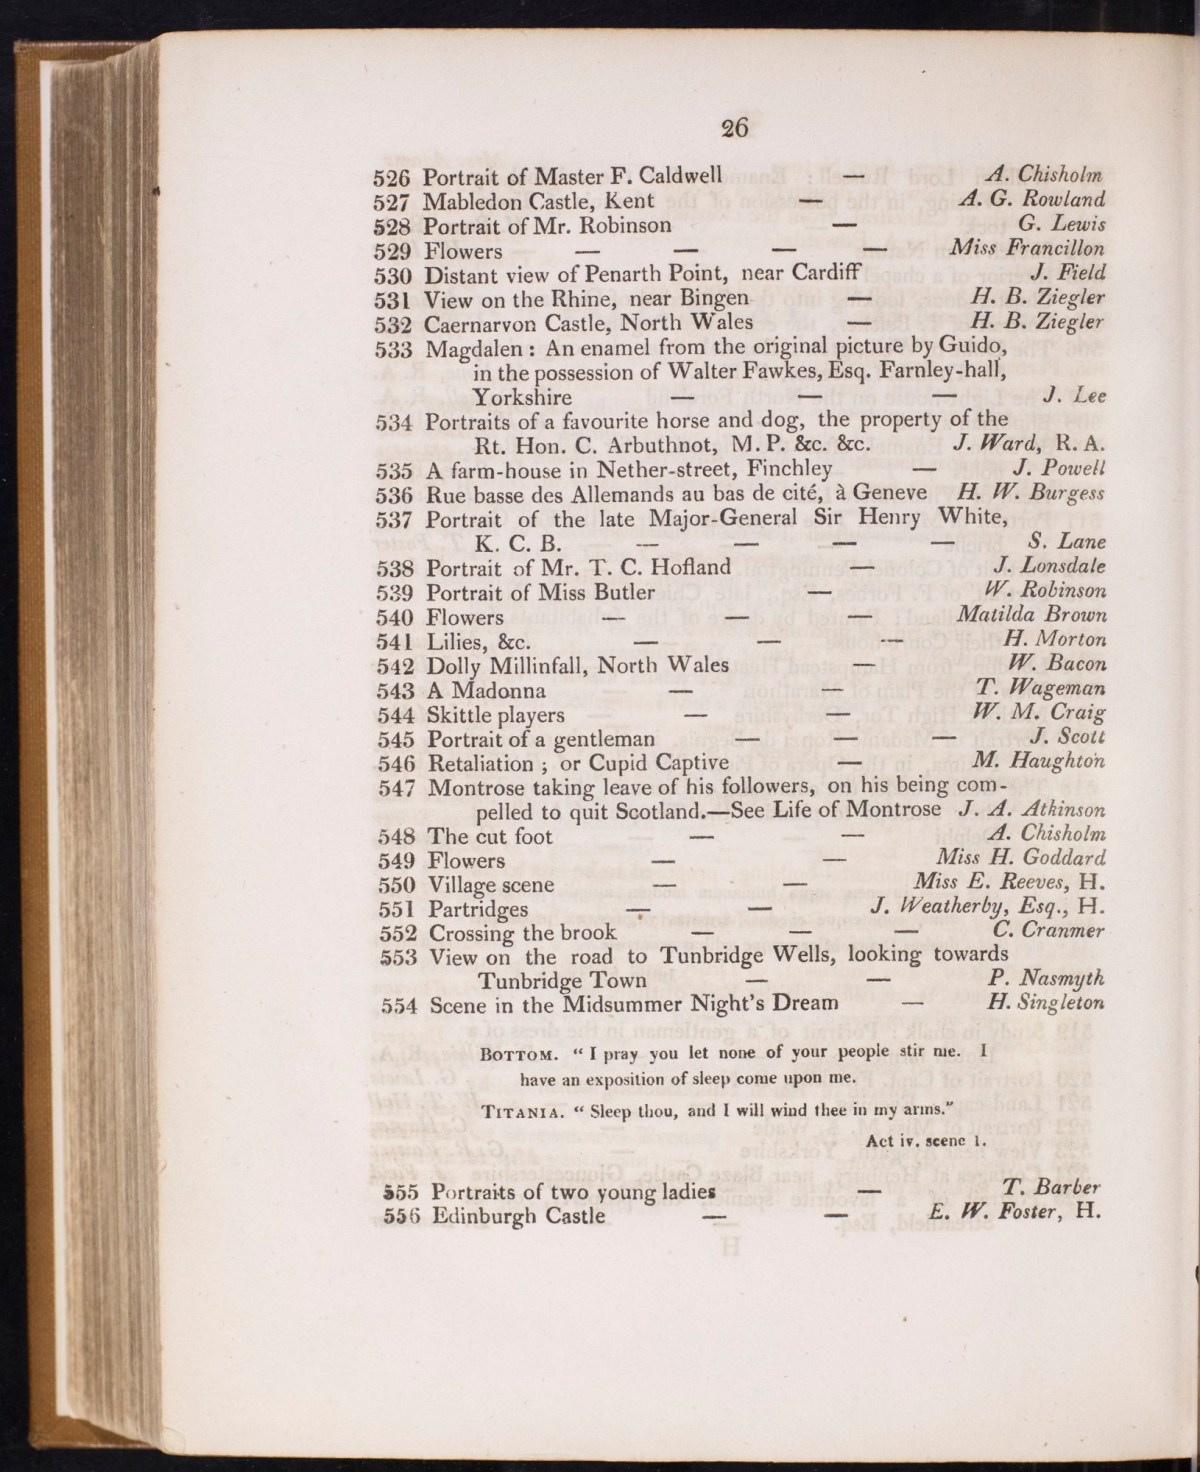 26
526 Portrait of Master F. Caldwell — A. Chisholm
527 Mabledon Castle, Kent — A. G. Rowland
528 Portrait of Mr. Robinson — G. Lewis
529 Flowers — — — — Miss Francillon
530 Distant view of Penarth Point, near Cardiff J. Field
531 View on the Rhine, near Bingen — H. B. Ziegler
532 Caernarvon Castle, North Wales — H. B. Ziegler
533 Magdalen : An enamel from the original picture by Guido,
in the possession of Walter Fawkes, Esq. Farnley-hall,
Yorkshire — — — J. Lee
534 Portraits of a favourite horse and dog, the property of the
Rt. Hon. C. Arbuthnot, M. P. &c. &c. J. Ward, R. A.
535 A farm-house in Nether-street, Finchley — J. Powell
536 Rue basse des Allemands au bas de cité, à Geneve H. W. Burgess
537 Portrait of the late Major-General Sir Henry White,
K. C. B. — — — — S. Lane
538 Portrait of Mr. T. C. Hofland — J. Lonsdale
539 Portrait of Miss Butler — W. Robinson
540 Flowers — — — Matilda Brown
541 Lilies, &c. — — — H. Morton
542 Dolly Millinfall, North Wales — W. Bacon
543 A Madonna — — T. Wageman
544 Skittle players — — W. M. Craig
545 Portrait of a gentleman — — — J. Scott
546 Retaliation ; or Cupid Captive — M. Haughton
547 Montrose taking leave of his followers, on his being com-
pelled to quit Scotland.—See Life of Montrose J. A. Atkinson
548 The cut foot — — A. Chisholm
549 Flowers — — Miss H. Goddard
550 Village scene — — Miss E. Reeves, H.
551 Partridges — — J. Weatherby, Esq., H.
552 Crossing the brook — — — C. Cranmer
553 View on the road to Tunbridge Wells, looking towards
Tunbridge Town — — P. Nasmyth
554 Scene in the Midsummer Night's Dream — H. Singleton
BOTTOM. “ I pray you let none of your people stir me. I
have an exposition of sleep come upon me.
TITANIA. “ Sleep thou, and I will wind thee in my arms.”
Act iv. scene 1.
555 Portraits of two young ladies — T. Barber
556 Edinburgh Castle — — E. W. Foster, H.